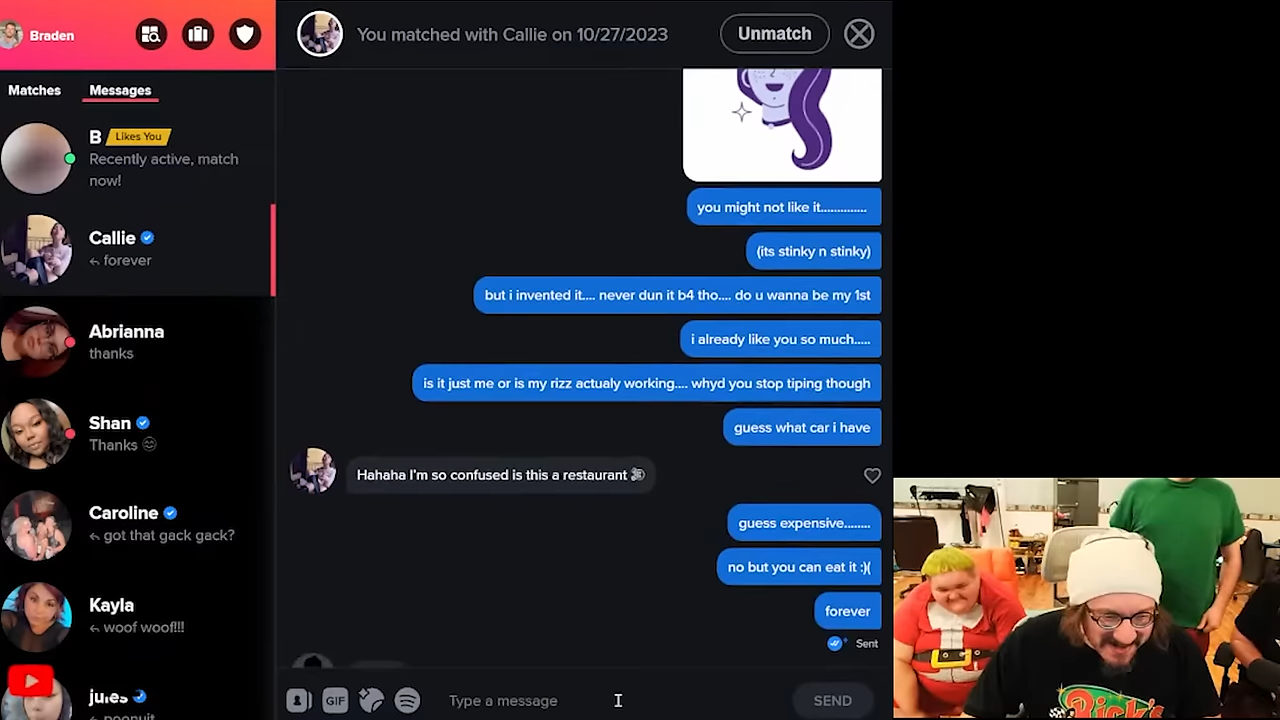 Braden
You matched with Callie on 10/27/2023
Unmatch
Matches
Messages
B
Likes You
Recently active, match
now!
Callie
forever
Abrianna
thanks
Shan
Thanks 😊
Caroline
got that gack gack?
Kayla
woof woof!!!
jules
you might not like it..............
(its stinky n stinky)
but i invented it.... never dun it b4 tho.... do u wanna be my 1st
i already like you so much.....
is it just me or is my rizz actualy working.... whyd you stop tiping though
guess what car i have
Hahaha I'm so confused is this a restaurant
guess expensive........
no but you can eat it :)(
forever
Sent
GIF
Type a message
SEND
Rick's